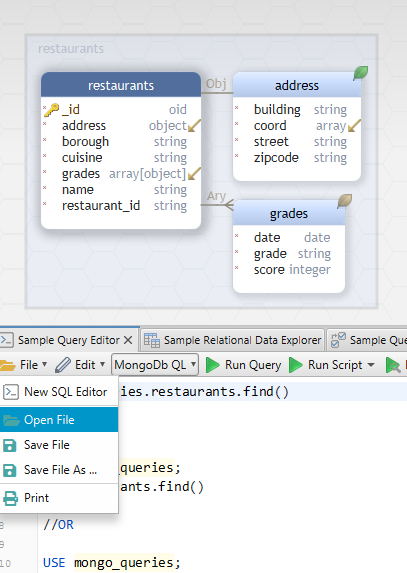 restaurants
restaurants
_id oid
address object
borough string
cuisine string
grades array[object]
name string
restaurant_id string
Obj
address
building string
coord array
street string
zipcode string
Ary
grades
date date
grade string
score integer
Sample Query Editor Sample Relational Data Explorer Sample Que
File Edit MongoDb QL Run Query Run Script R
New SQL Editor
ies.restaurants.find()
Open File
Save File
Save File As ...
_queries;
Print
rants.find()
8 //OR
9
10 USE mongo_queries;